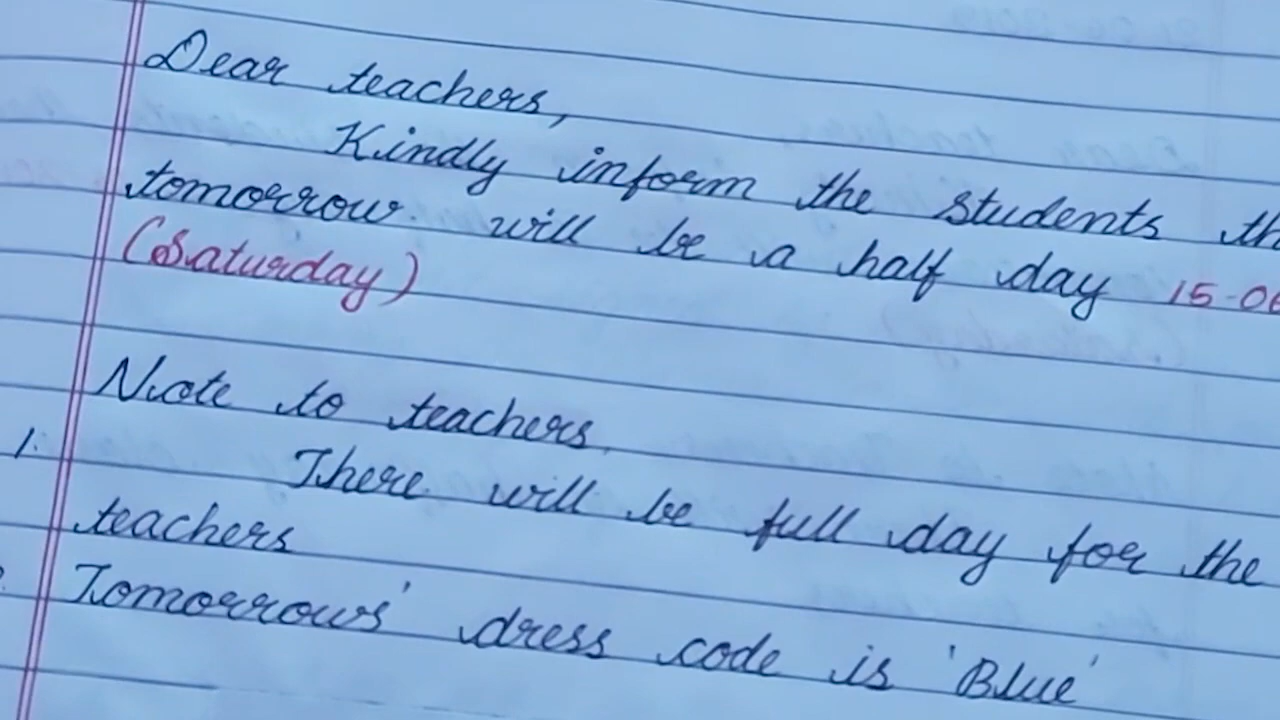 Dear teachers,
Kindly inform the students th
tomorrow will be a half day 15-06
(Saturday)
Note to teachers,
1. There will be full day for the
teachers
Tomorrows' dress code is 'Blue'